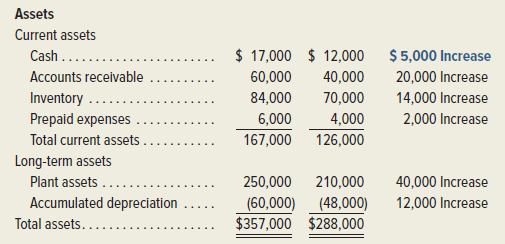 Assets
Current assets
Cash . . . . . . . . . . . . . . . . . . . . . . $ 17,000 $ 12,000 $ 5,000 Increase
Accounts receivable . . . . . . . . . . 60,000 40,000 20,000 Increase
Inventory . . . . . . . . . . . . . . . . . . 84,000 70,000 14,000 Increase
Prepaid expenses . . . . . . . . . . . . 6,000 4,000 2,000 Increase
Total current assets . . . . . . . . . . 167,000 126,000
Long-term assets
Plant assets . . . . . . . . . . . . . . . . 250,000 210,000 40,000 Increase
Accumulated depreciation . . . . . (60,000) (48,000) 12,000 Increase
Total assets. . . . . . . . . . . . . . . . . . . $357,000 $288,000